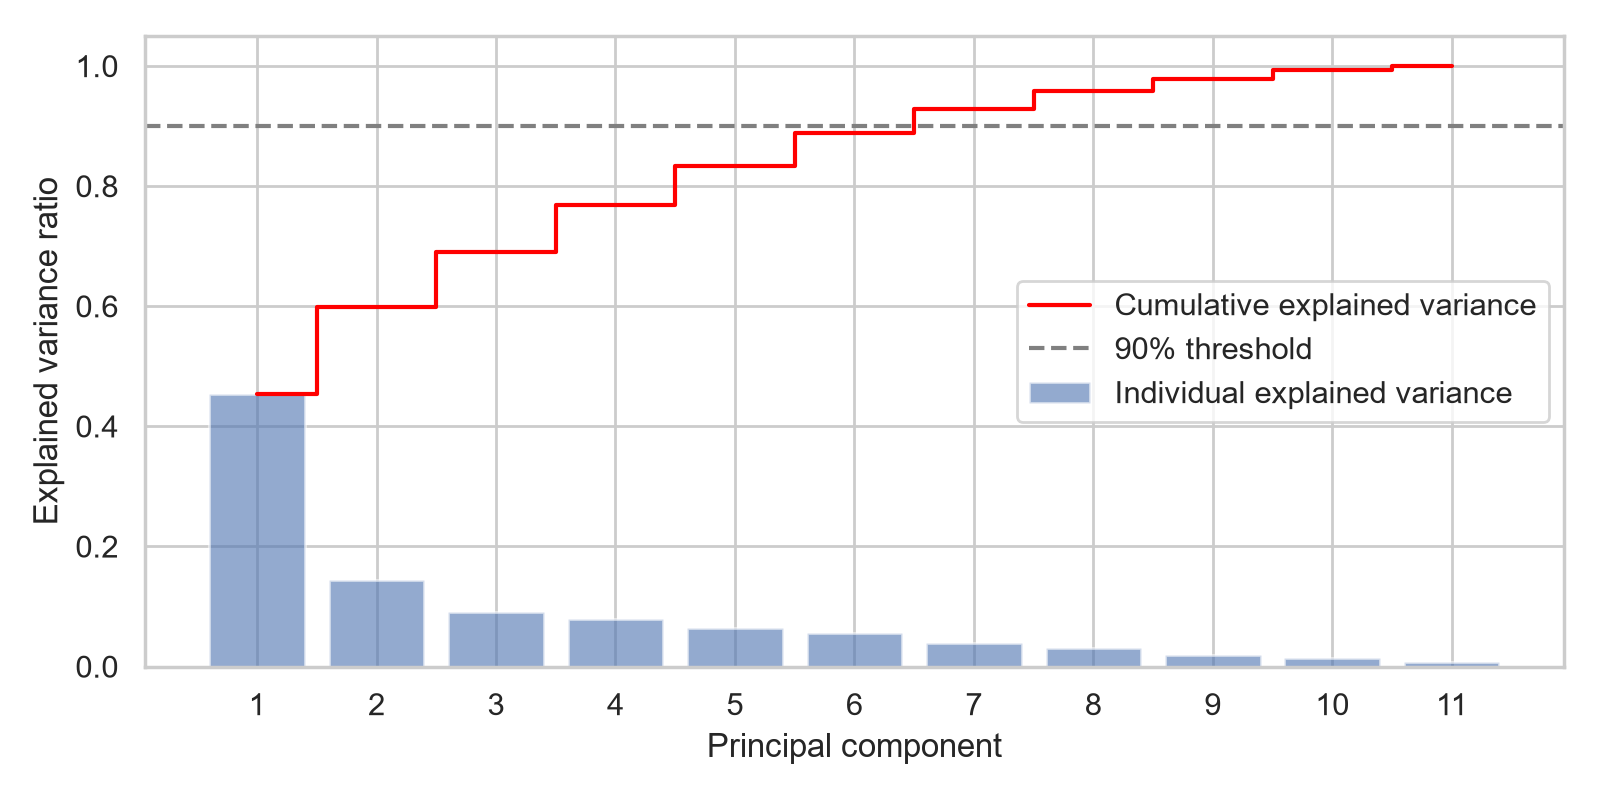 1.0
0.8
0.6
0.4
0.2
0.0
Explained variance ratio
Cumulative explained variance
90% threshold
Individual explained variance
1 2 3 4 5 6 7 8 9 10 11
Principal component